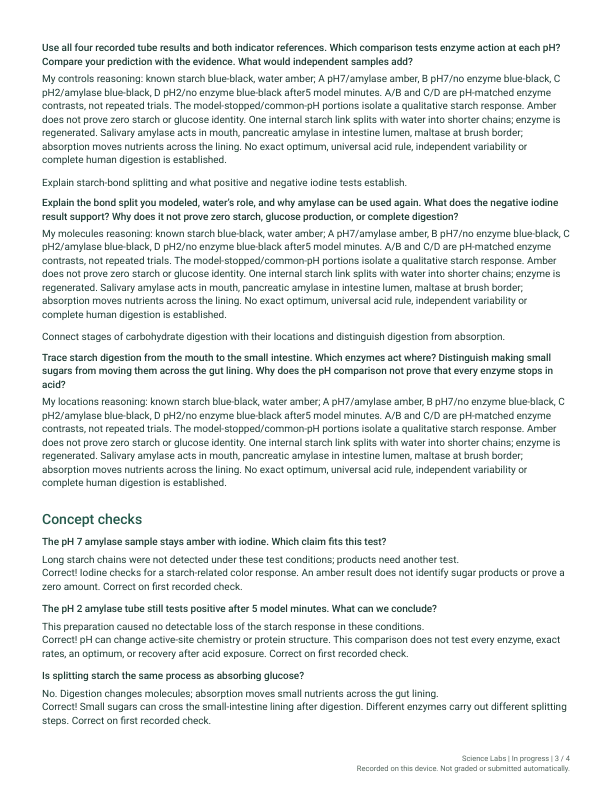 Use all four recorded tube results and both indicator references. Which comparison tests enzyme action at each pH?
Compare your prediction with the evidence. What would independent samples add?
My controls reasoning: known starch blue-black, water amber; A pH7/amylase amber, B pH7/no enzyme blue-black, C
pH2/amylase blue-black, D pH2/no enzyme blue-black after5 model minutes. A/B and C/D are pH-matched enzyme
contrasts, not repeated trials. The model-stopped/common-pH portions isolate a qualitative starch response. Amber
does not prove zero starch or glucose identity. One internal starch link splits with water into shorter chains; enzyme is
regenerated. Salivary amylase acts in mouth, pancreatic amylase in intestine lumen, maltase at brush border;
absorption moves nutrients across the lining. No exact optimum, universal acid rule, independent variability or
complete human digestion is established.
Explain starch-bond splitting and what positive and negative iodine tests establish.
Explain the bond split you modeled, water's role, and why amylase can be used again. What does the negative iodine
result support? Why does it not prove zero starch, glucose production, or complete digestion?
My molecules reasoning: known starch blue-black, water amber; A pH7/amylase amber, B pH7/no enzyme blue-black, C
pH2/amylase blue-black, D pH2/no enzyme blue-black after5 model minutes. A/B and C/D are pH-matched enzyme
contrasts, not repeated trials. The model-stopped/common-pH portions isolate a qualitative starch response. Amber
does not prove zero starch or glucose identity. One internal starch link splits with water into shorter chains; enzyme is
regenerated. Salivary amylase acts in mouth, pancreatic amylase in intestine lumen, maltase at brush border;
absorption moves nutrients across the lining. No exact optimum, universal acid rule, independent variability or
complete human digestion is established.
Connect stages of carbohydrate digestion with their locations and distinguish digestion from absorption.
Trace starch digestion from the mouth to the small intestine. Which enzymes act where? Distinguish making small
sugars from moving them across the gut lining. Why does the pH comparison not prove that every enzyme stops in
acid?
My locations reasoning: known starch blue-black, water amber; A pH7/amylase amber, B pH7/no enzyme blue-black, C
pH2/amylase blue-black, D pH2/no enzyme blue-black after5 model minutes. A/B and C/D are pH-matched enzyme
contrasts, not repeated trials. The model-stopped/common-pH portions isolate a qualitative starch response. Amber
does not prove zero starch or glucose identity. One internal starch link splits with water into shorter chains; enzyme is
regenerated. Salivary amylase acts in mouth, pancreatic amylase in intestine lumen, maltase at brush border;
absorption moves nutrients across the lining. No exact optimum, universal acid rule, independent variability or
complete human digestion is established.
Concept checks
The pH 7 amylase sample stays amber with iodine. Which claim fits this test?
Long starch chains were not detected under these test conditions; products need another test.
Correct! Iodine checks for a starch-related color response. An amber result does not identify sugar products or prove a
zero amount. Correct on first recorded check.
The pH 2 amylase tube still tests positive after 5 model minutes. What can we conclude?
This preparation caused no detectable loss of the starch response in these conditions.
Correct! pH can change active-site chemistry or protein structure. This comparison does not test every enzyme, exact
rates, an optimum, or recovery after acid exposure. Correct on first recorded check.
Is splitting starch the same process as absorbing glucose?
No. Digestion changes molecules; absorption moves small nutrients across the gut lining.
Correct! Small sugars can cross the small-intestine lining after digestion. Different enzymes carry out different splitting
steps. Correct on first recorded check.
Science Labs | In progress | 3 / 4
Recorded on this device. Not graded or submitted automatically.